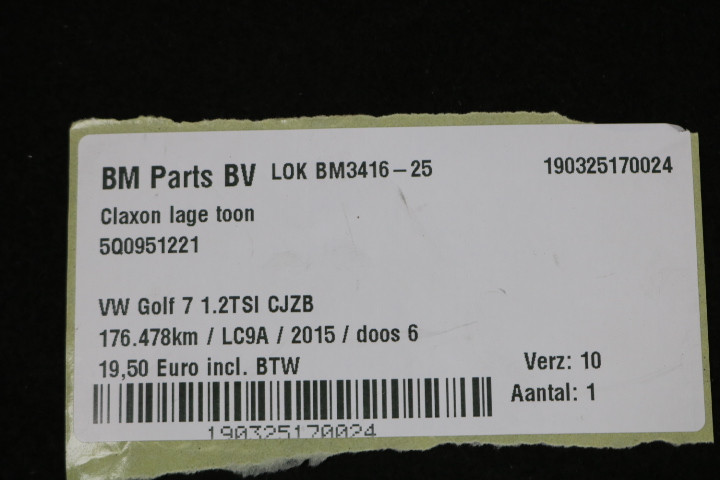 BM Parts BV LOK BM3416-25 190325170024
Claxon lage toon
5Q0951221
VW Golf 7 1.2TSI CJZB
176.478km / LC9A / 2015 / doos 6
19,50 Euro incl. BTW Verz: 10
Aantal: 1
190325170024